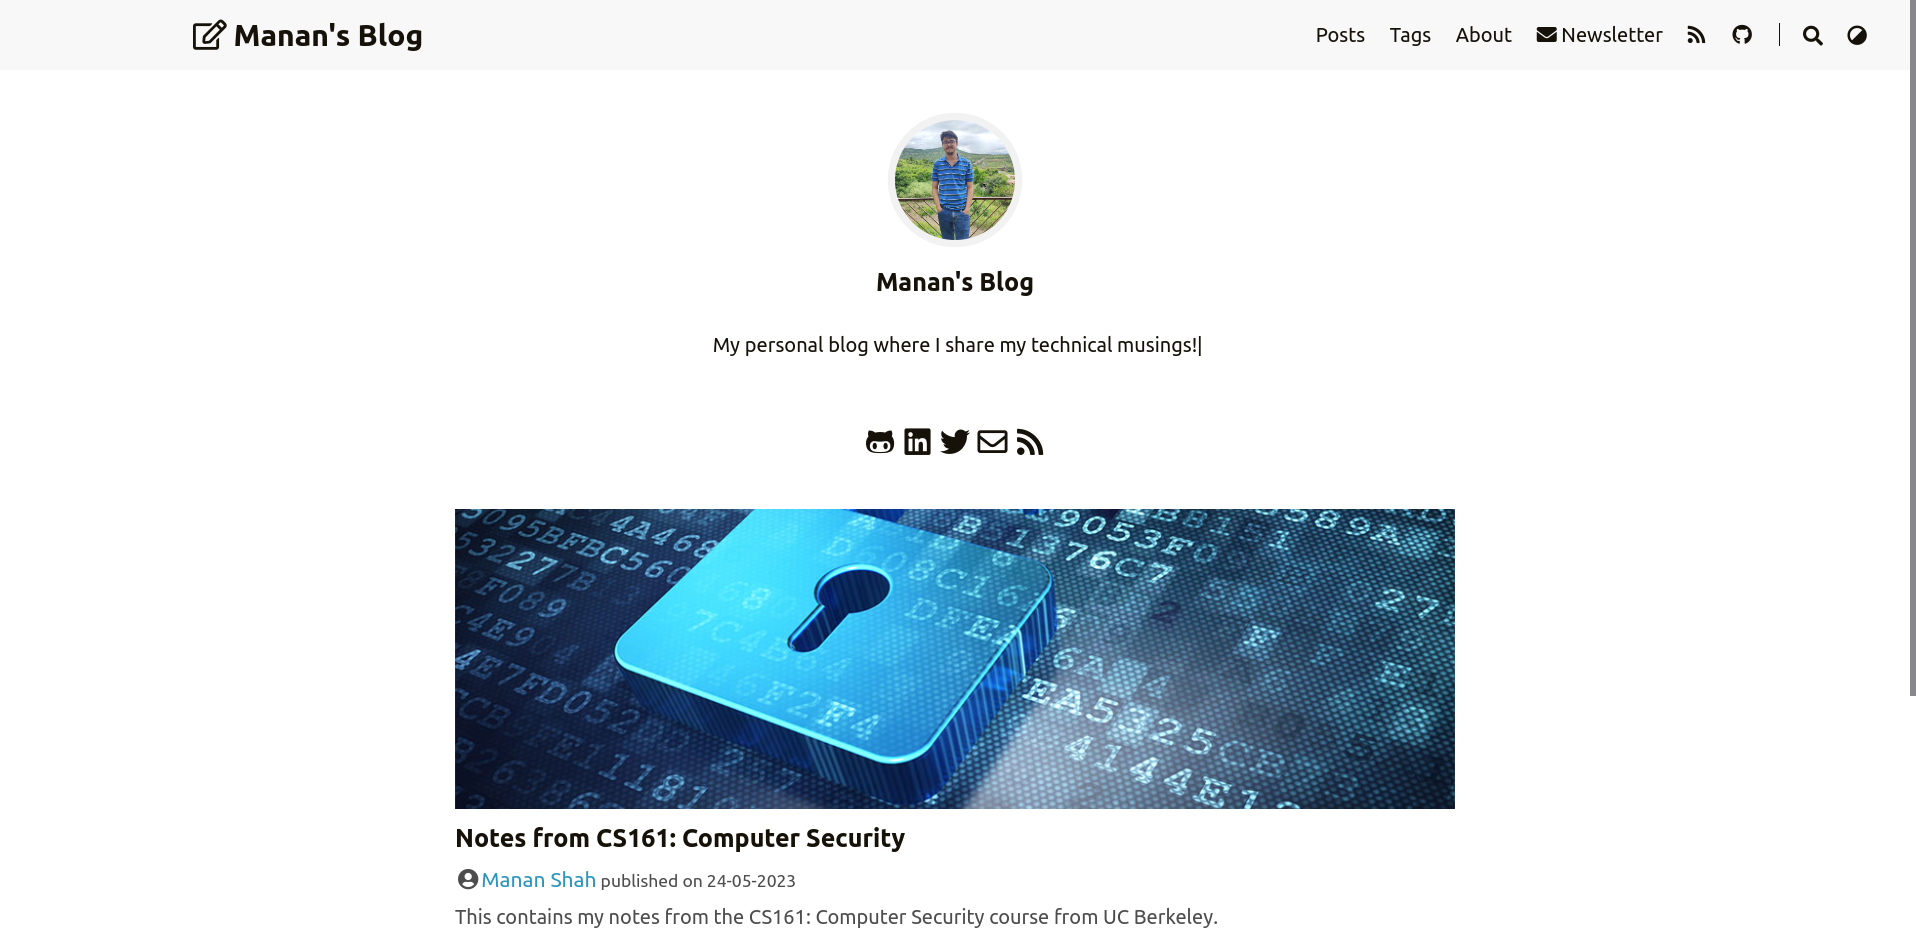 Manan's Blog
Posts Tags About Newsletter
Manan's Blog
My personal blog where I share my technical musings!|
Notes from CS161: Computer Security
Manan Shah published on 24-05-2023
This contains my notes from the CS161: Computer Security course from UC Berkeley.